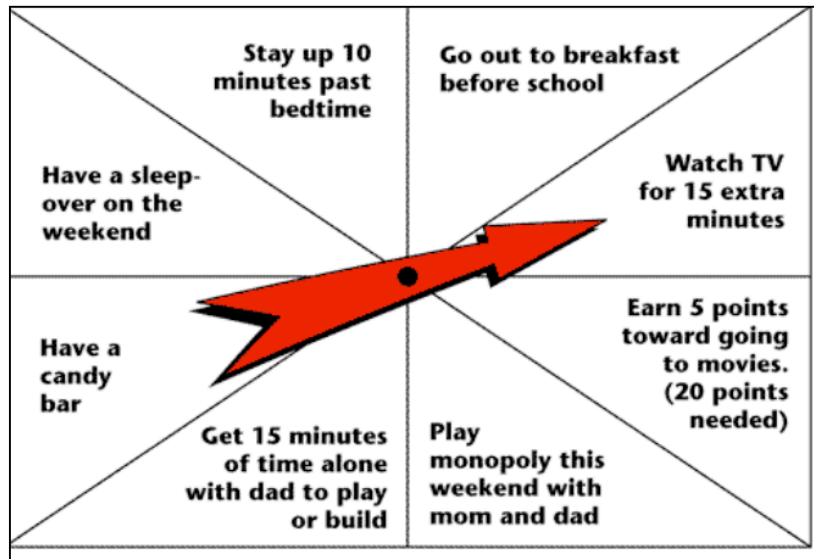 Stay up 10
minutes past
bedtime
Go out to breakfast
before school
Watch TV
for 15 extra
minutes
Earn 5 points
toward going
to movies.
(20 points
needed)
Play
monopoly this
weekend with
mom and dad
Get 15 minutes
of time alone
with dad to play
or build
Have a
candy
bar
Have a sleep-
over on the
weekend